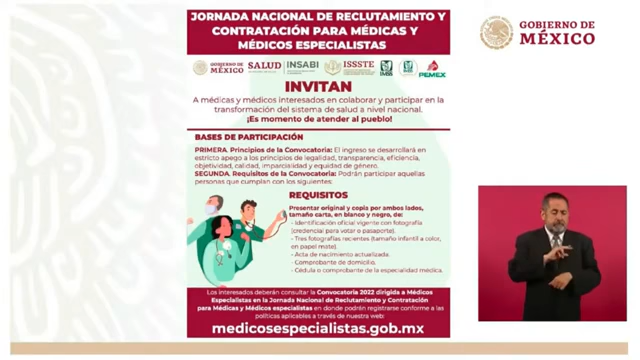 JORNADA NACIONAL DE RECLUTAMIENTO Y
CONTRATACIÓN PARA MÉDICAS Y
MÉDICOS ESPECIALISTAS
GOBIERNO DE
MÉXICO
GOBIERNO DE
MÉXICO
SALUD
INSABI
ISSSTE
IMSS
PEMEX
INVITAN
A médicas y médicos interesados en colaborar y participar en la
transformación del sistema de salud a nivel nacional.
¡Es momento de atender al pueblo!
BASES DE PARTICIPACIÓN
PRIMERA. Principios de la Convocatoria: El ingreso se desarrollará en
estricto apego a los principios de legalidad, transparencia, eficiencia,
objetividad, calidad, imparcialidad y equidad de género.
SEGUNDA. Requisitos de la Convocatoria: Podrán participar aquellas
personas que cumplan con los siguientes:
REQUISITOS
Presentar original y copia por ambos lados,
tamaño carta, en blanco y negro, de:
- Identificación oficial vigente con fotografía
(credencial para votar o pasaporte).
- Tres fotografías recientes (tamaño infantil a color,
en papel mate).
- Acta de nacimiento actualizada.
- Comprobante de domicilio.
- Cédula o comprobante de la especialidad médica.
Los interesados deberán consultar la Convocatoria 2022 dirigida a Médicos
Especialistas en la Jornada Nacional de Reclutamiento y Contratación
para Médicas y Médicos especialistas en donde podrán registrarse conforme a las
políticas aplicables a través de nuestra web:
medicosespecialistas.gob.mx